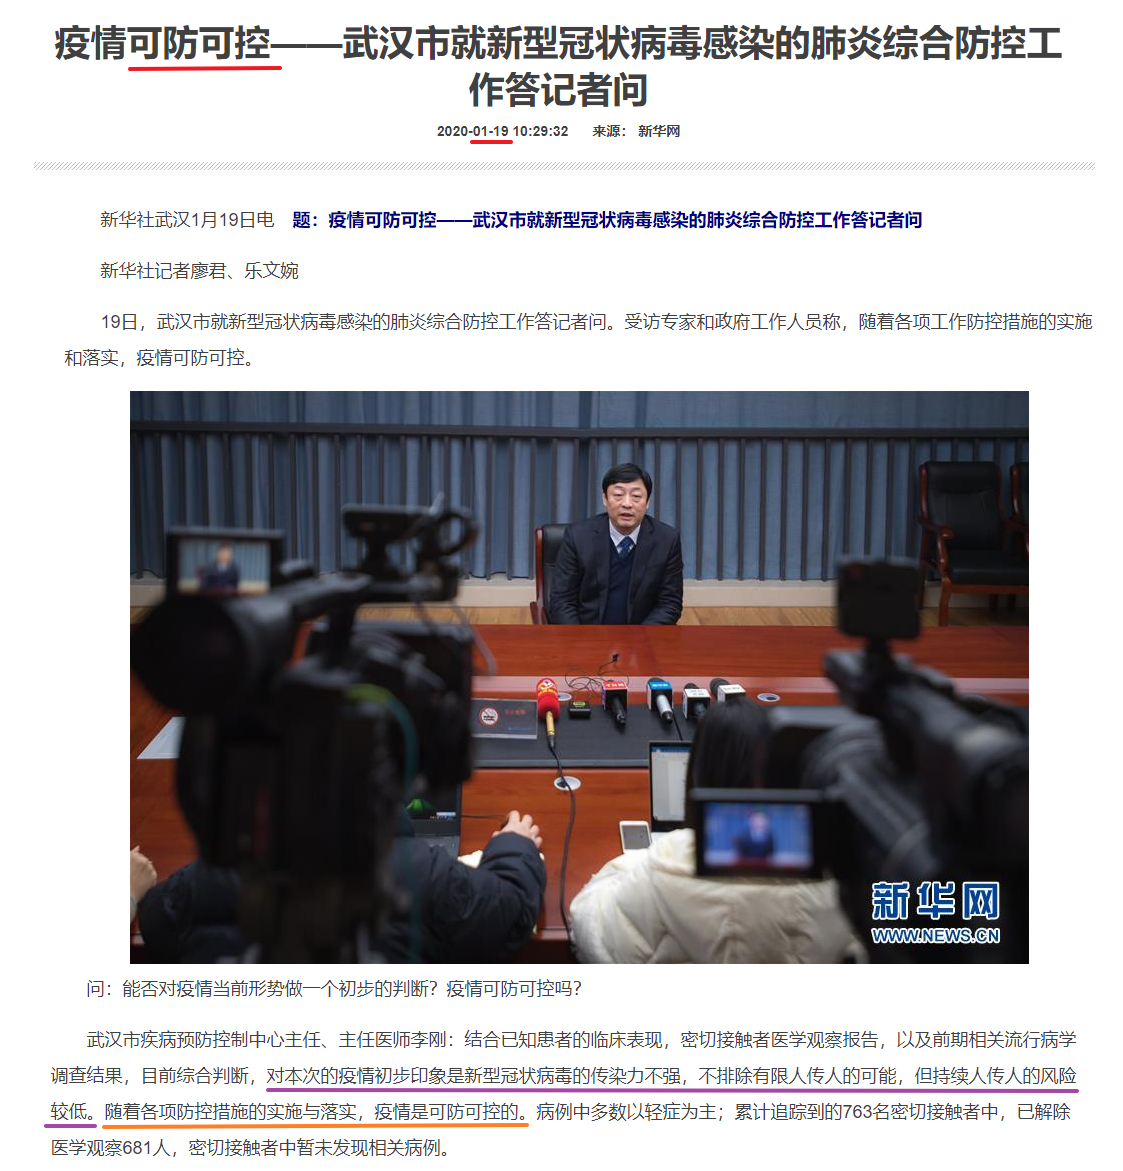 疫情可防可控——武汉市就新型冠状病毒感染的肺炎综合防控工
作答记者问
2020-01-19 10:29:32 来源： 新华网
新华社武汉1月19日电 题：疫情可防可控——武汉市就新型冠状病毒感染的肺炎综合防控工作答记者问
新华社记者廖君、乐文婉
19日，武汉市就新型冠状病毒感染的肺炎综合防控工作答记者问。受访专家和政府工作人员称，随着各项工作防控措施的实施
和落实，疫情可防可控。
新华网
WWW.NEWS.CN
问：能否对疫情当前形势做一个初步的判断？疫情可防可控吗？
武汉市疾病预防控制中心主任、主任医师李刚：结合已知患者的临床表现，密切接触者医学观察报告，以及前期相关流行病学
调查结果，目前综合判断，对本次的疫情初步印象是新型冠状病毒的传染力不强，不排除有限人传人的可能，但持续人传人的风险
较低。随着各项防控措施的实施与落实，疫情是可防可控的。病例中多数以轻症为主；累计追踪到的763名密切接触者中，已解除
医学观察681人，密切接触者中暂未发现相关病例。